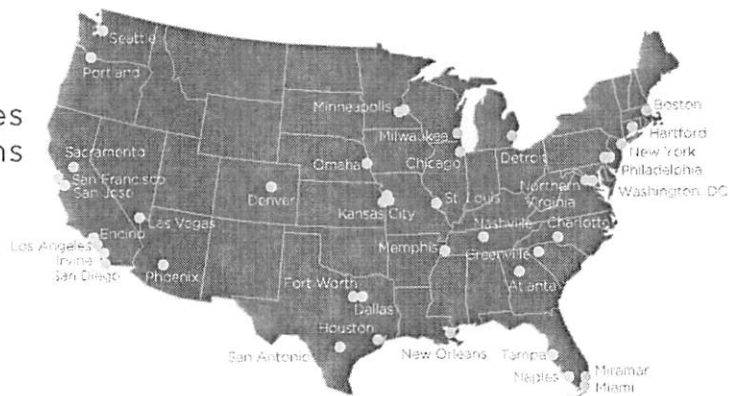 Seattle
Portland
es
ns
Sacramento
San Francisco
San Jose
Encino
Los Angeles
Irvine
San Diego
Las Vegas
Phoenix
Denver
Minneapolis
Milwaukee
Omaha
Chicago
Detroit
Kansas City
St. Louis
Nashville
Memphis
Greenville
Charlotte
Atlanta
Fort Worth
Dallas
Houston
San Antonio
New Orleans
Tampa
Naples
Miramar
Miami
Boston
Hartford
New York
Philadelphia
Northern
Virginia
Washington, DC